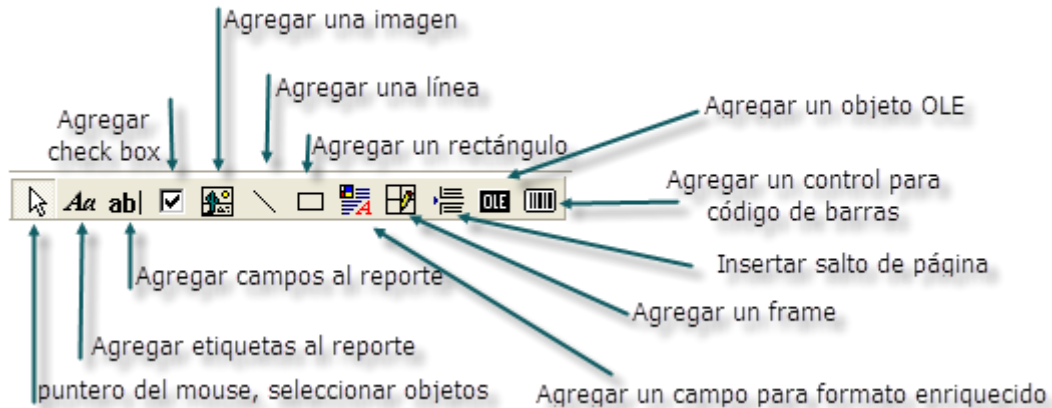 Agregar una imagen
Agregar una línea
Agregar un objeto OLE
Agregar
check box
Agregar un rectángulo
Agregar un control para
código de barras
Aa ab| OLE
Insertar salto de página
Agregar campos al reporte
Agregar un frame
Agregar etiquetas al reporte
puntero del mouse, seleccionar objetos
Agregar un campo para formato enriquecido